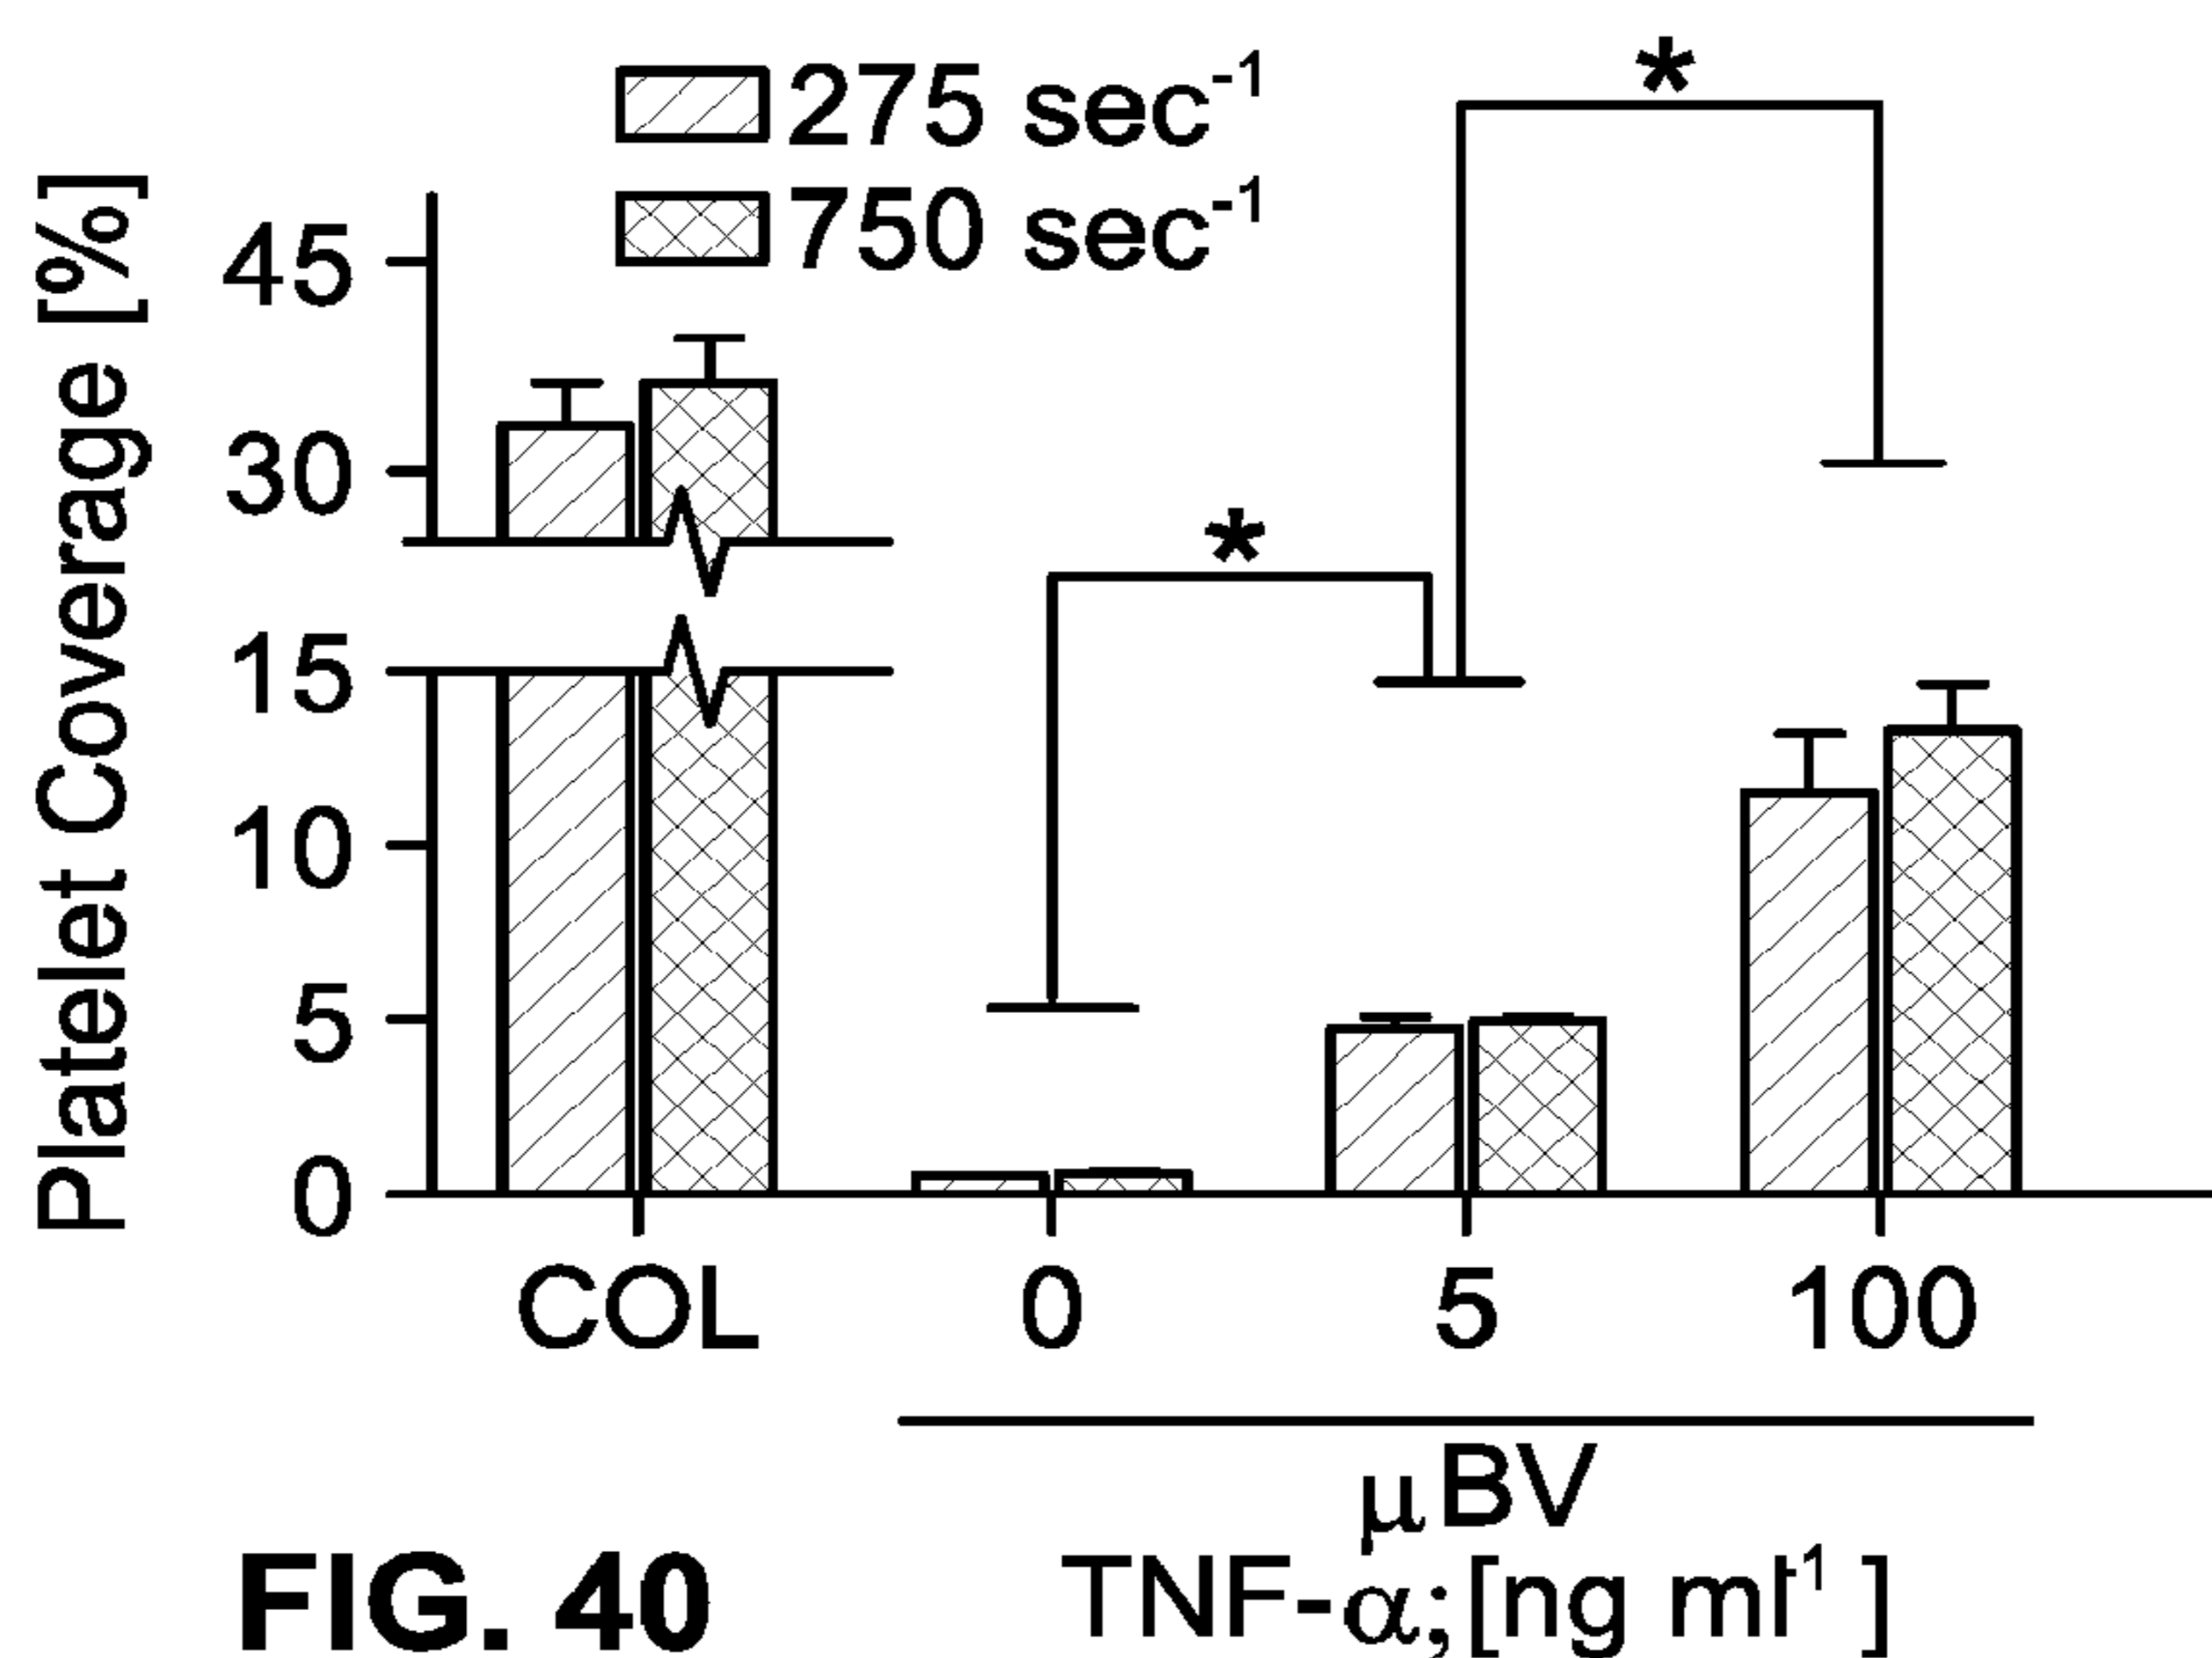 275 sec-1
750 sec-1
*
*
Platelet Coverage [%]
45
30
15
10
5
0
COL 0 5 100
μBV
TNF-α;[ng ml-1 ]
FIG. 40